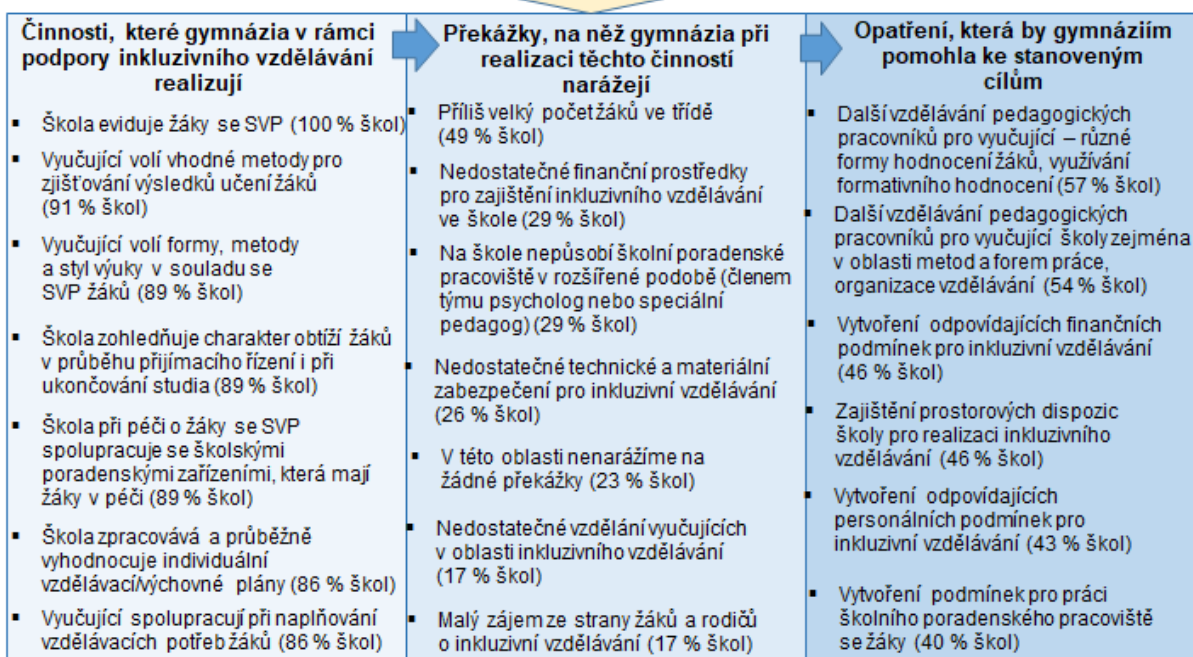 Činnosti, které gymnázia v rámci
podpory inkluzivního vzdělávání
realizují
▪ Škola eviduje žáky se SVP (100 % škol)
▪ Vyučující volí vhodné metody pro
zjišťování výsledků učení žáků
(91 % škol)
▪ Vyučující volí formy, metody
a styl výuky v souladu se
SVP žáků (89 % škol)
▪ Škola zohledňuje charakter obtíží žáků
v průběhu přijímacího řízení i při
ukončování studia (89 % škol)
▪ Škola při péči o žáky se SVP
spolupracuje se školskými
poradenskými zařízeními, která mají
žáky v péči (89 % škol)
▪ Škola zpracovává a průběžně
vyhodnocuje individuální
vzdělávací/výchovné plány (86 % škol)
▪ Vyučující spolupracují při naplňování
vzdělávacích potřeb žáků (86 % škol)
Překážky, na něž gymnázia při
realizaci těchto činností
narážejí
▪ Příliš velký počet žáků ve třídě
(49 % škol)
▪ Nedostatečné finanční prostředky
pro zajištění inkluzivního vzdělávání
ve škole (29 % škol)
▪ Na škole nepůsobí školní poradenské
pracoviště v rozšířené podobě (členem
týmu psycholog nebo speciální
pedagog) (29 % škol)
▪ Nedostatečné technické a materiální
zabezpečení pro inkluzivní vzdělávání
(26 % škol)
▪ V této oblasti nenarážíme na
žádné překážky (23 % škol)
▪ Nedostatečné vzdělání vyučujících
v oblasti inkluzivního vzdělávání
(17 % škol)
▪ Malý zájem ze strany žáků a rodičů
o inkluzivní vzdělávání (17 % škol)
Opatření, která by gymnáziím
pomohla ke stanoveným
cílům
▪ Další vzdělávání pedagogických
pracovníků pro vyučující – různé
formy hodnocení žáků, využívání
formativního hodnocení (57 % škol)
▪ Další vzdělávání pedagogických
pracovníků pro vyučující školy zejména
v oblasti metod a forem práce,
organizace vzdělávání (54 % škol)
▪ Vytvoření odpovídajících finančních
podmínek pro inkluzivní vzdělávání
(46 % škol)
▪ Zajištění prostorových dispozic
školy pro realizaci inkluzivního
vzdělávání (46 % škol)
▪ Vytvoření odpovídajících
personálních podmínek pro
inkluzivní vzdělávání (43 % škol)
▪ Vytvoření podmínek pro práci
školního poradenského pracoviště
se žáky (40 % škol)